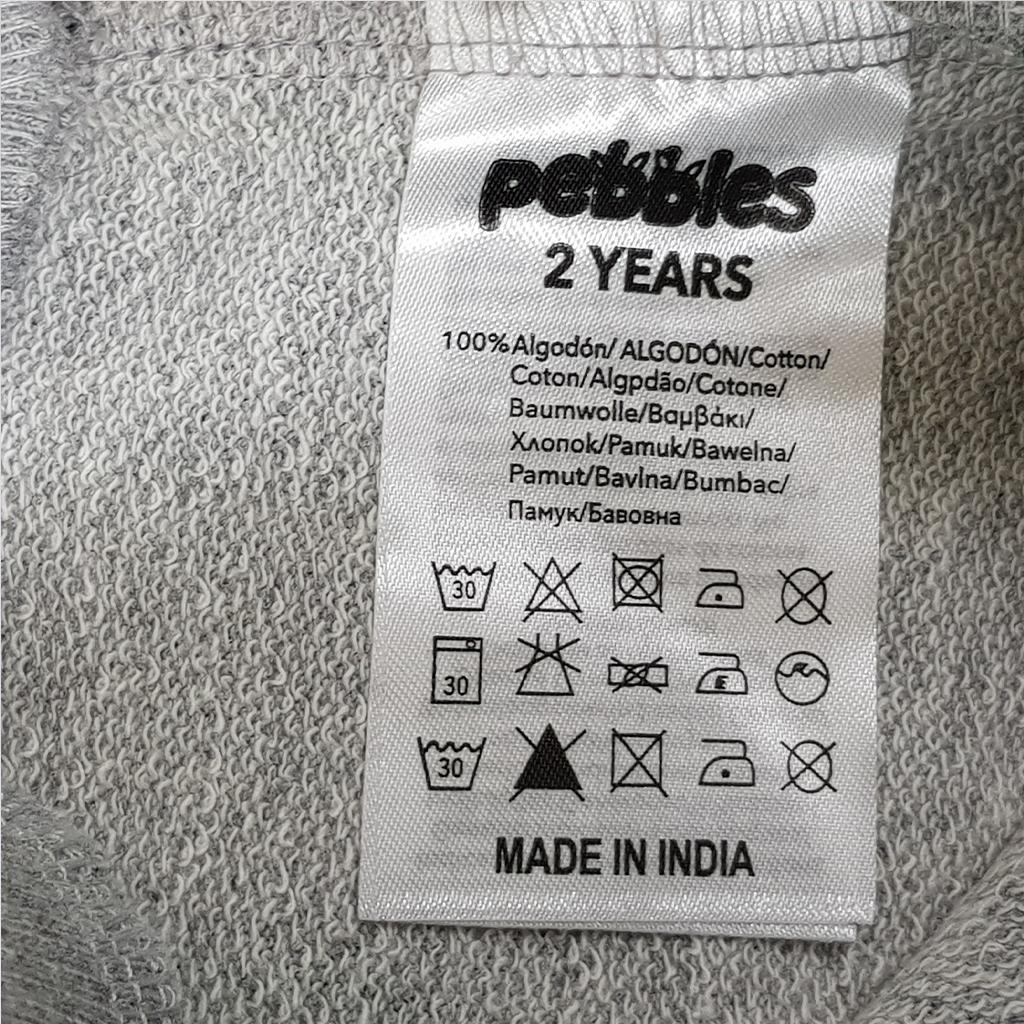 pebbles
2 YEARS
100% Algodón/ ALGODÓN/Cotton/
Coton/Algpdão/Cotone/
Baumwolle/Βαμβάκι/
Хлопok/Pamuk/Bawelna/
Pamut/Bavlna/Bumbac/
Памук/Бавовна
30
30
E
30
MADE IN INDIA